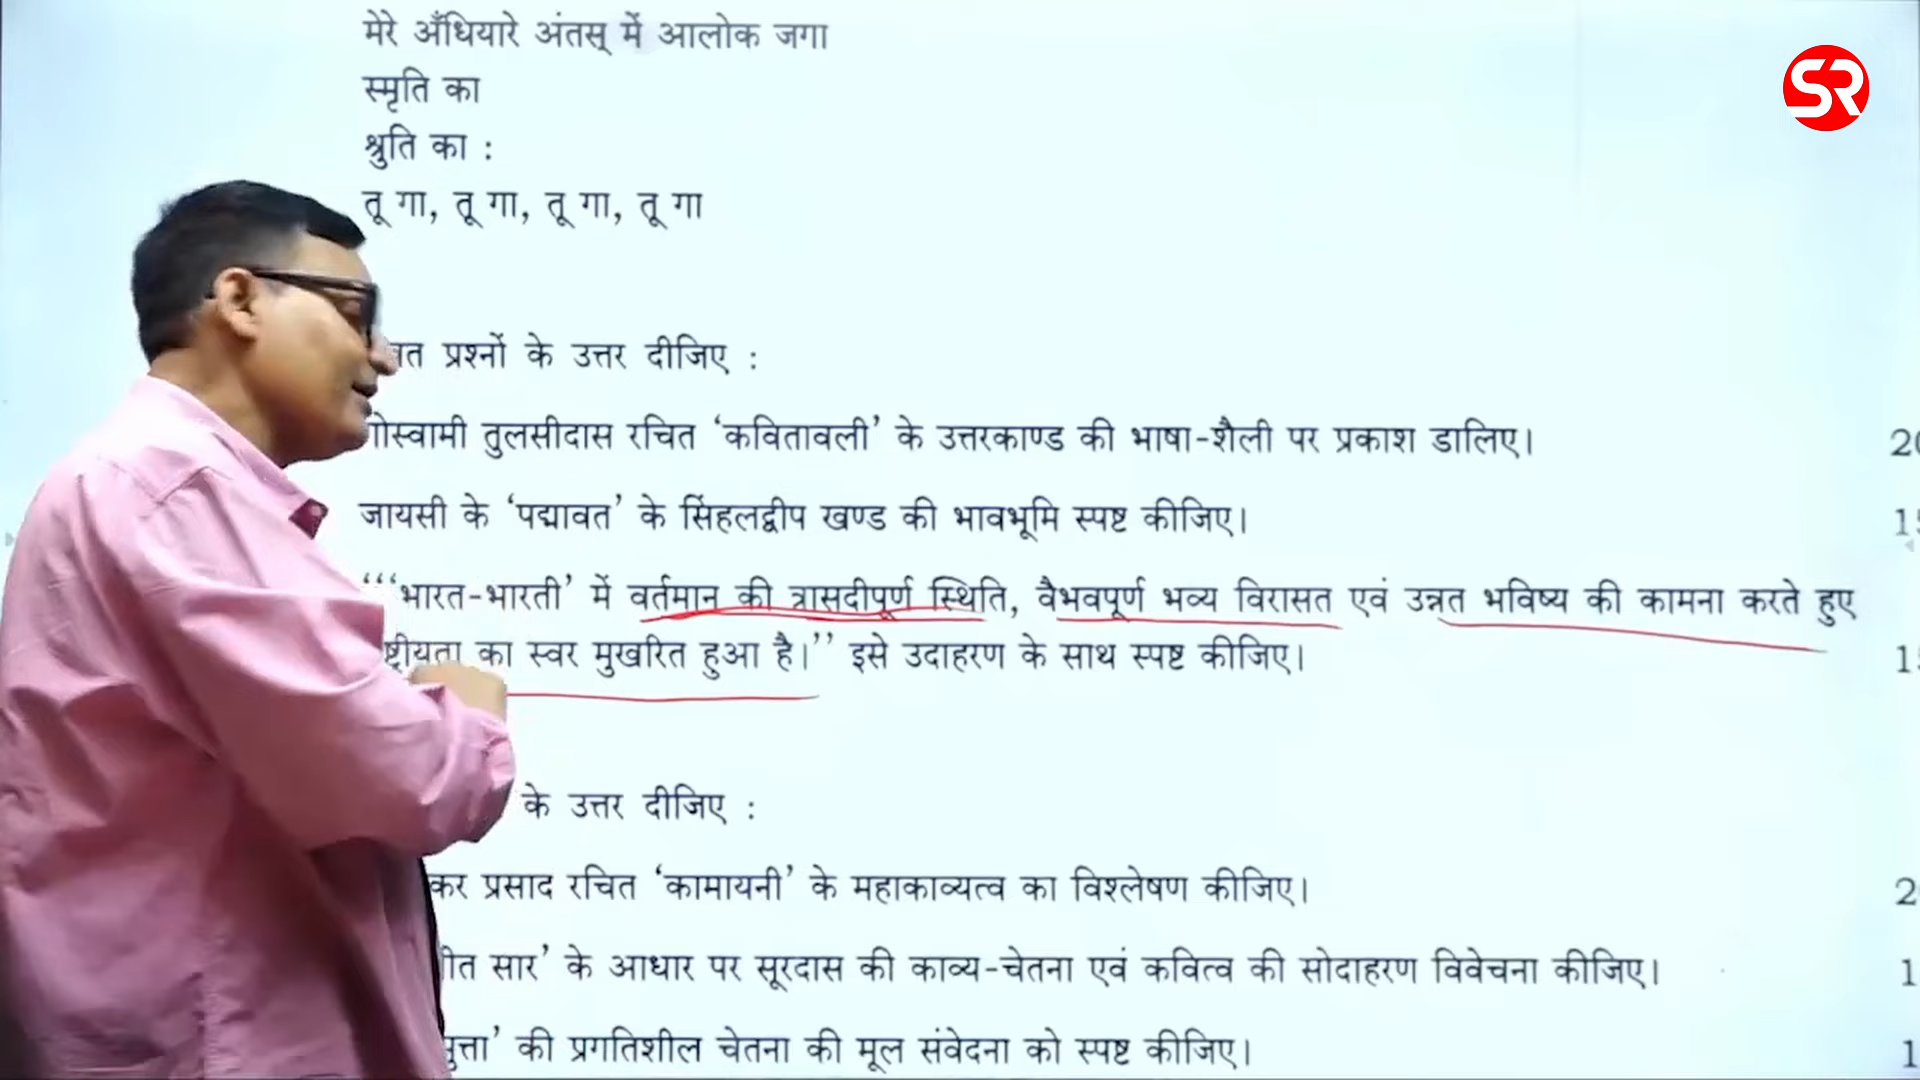 मेरे अँधियारे अंतस् में आलोक जगा
स्मृति का
श्रुति का :
तू गा, तू गा, तू गा, तू गा
SR
प्रश्नों के उत्तर दीजिए :
तुलसीदास रचित ‘कवितावली’ के उत्तरकाण्ड की भाषा-शैली पर प्रकाश डालिए।
जायसी के ‘पद्मावत’ के सिंहलद्वीप खण्ड की भावभूमि स्पष्ट कीजिए।
“‘भारत-भारती’ में वर्तमान की त्रासदीपूर्ण स्थिति, वैभवपूर्ण भव्य विरासत एवं उन्नत भविष्य की कामना करते हुए
का स्वर मुखरित हुआ है।” इसे उदाहरण के साथ स्पष्ट कीजिए।
के उत्तर दीजिए :
प्रसाद रचित ‘कामायनी’ के महाकाव्यत्व का विश्लेषण कीजिए।
सार’ के आधार पर सूरदास की काव्य-चेतना एवं कवित्व की सोदाहरण विवेचना कीजिए।
की प्रगतिशील चेतना की मूल संवेदना को स्पष्ट कीजिए।